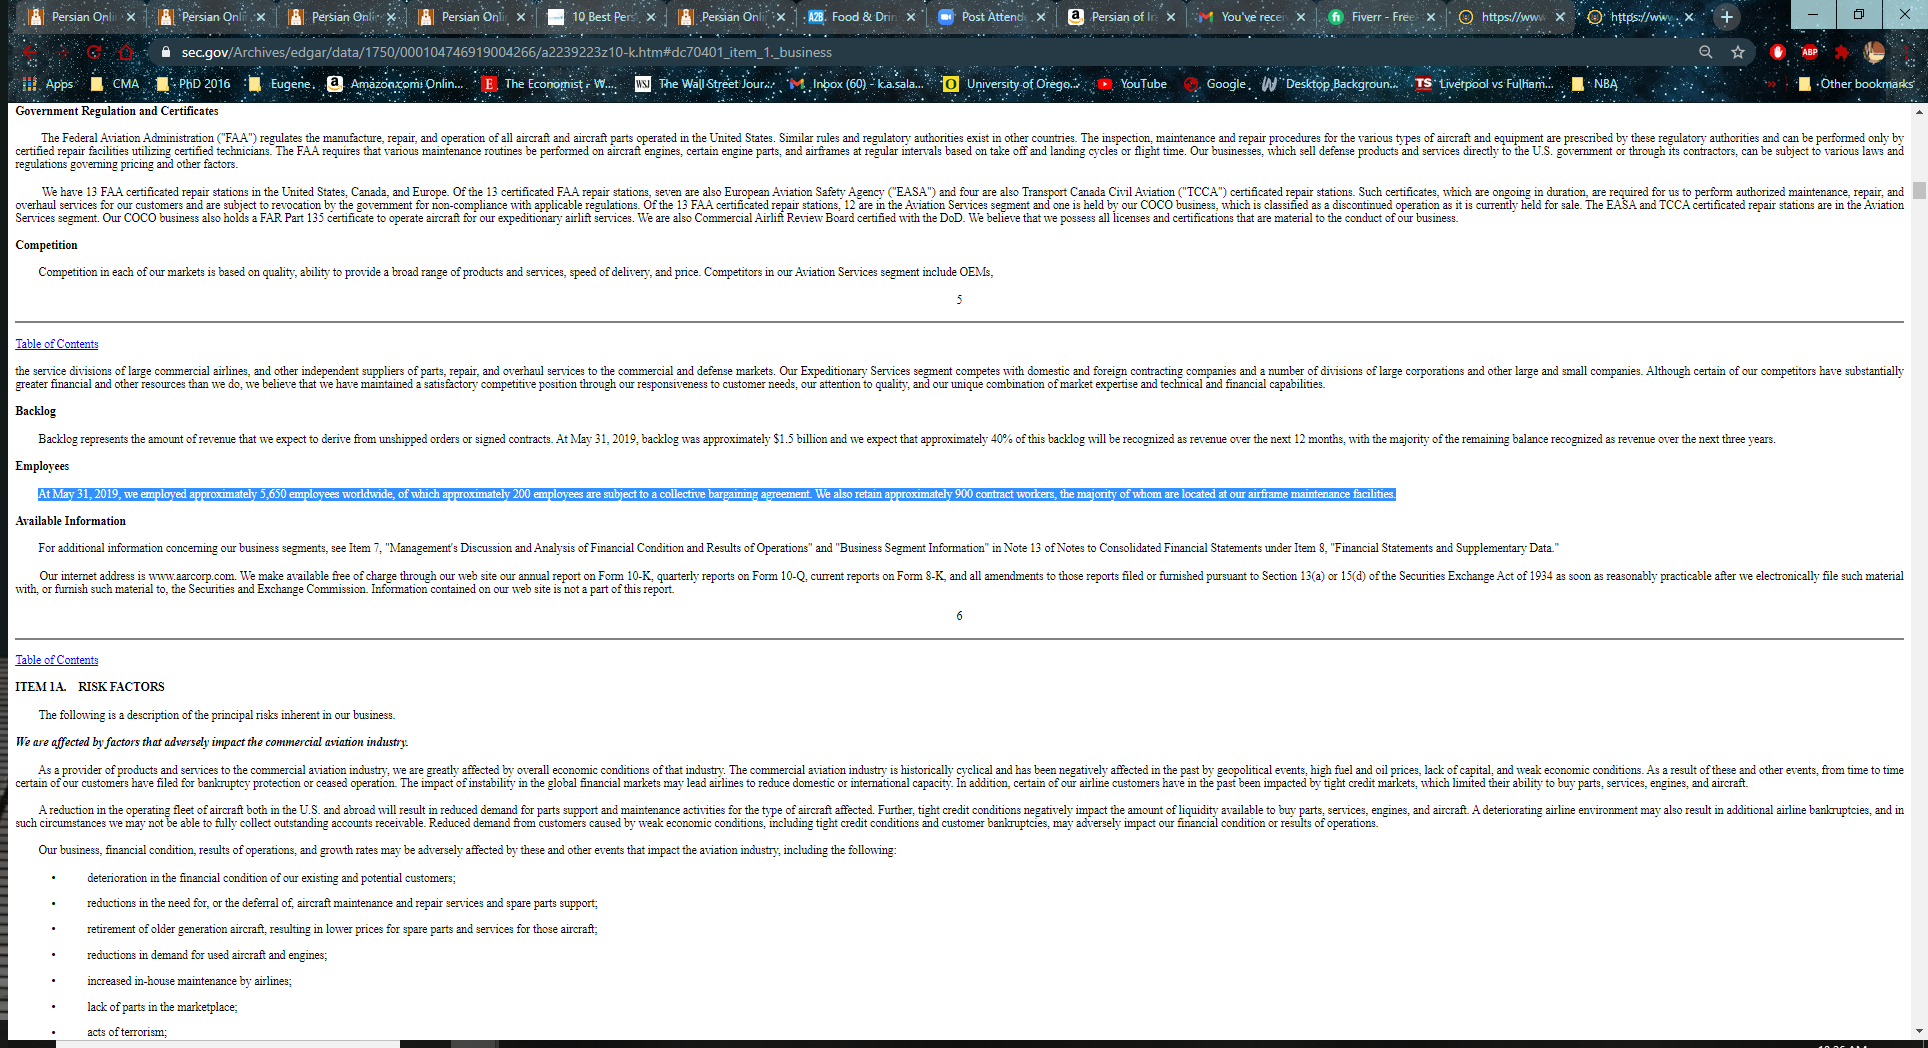 Persian Onli
Persian Onli
Persian Onli
Persian Onli
10 Best Pers
Persian Onli
A2B Food & Drin
Post Attend
Persian of Ir
You've recei
Fiverr - Free
https://www
https://www
sec.gov/Archives/edgar/data/1750/000104746919004266/a2239223z10-k.htm#dc70401_item_1._business
ABP
Apps CMA PhD 2016 Eugene Amazon.com: Onlin... The Economist - W... WSJ The Wall Street Jour... Inbox (60) - k.a.sala... University of Orego... YouTube Google Desktop Backgroun... TS Liverpool vs Fulham... NBA Other bookmarks
Government Regulation and Certificates
The Federal Aviation Administration ("FAA") regulates the manufacture, repair, and operation of all aircraft and aircraft parts operated in the United States. Similar rules and regulatory authorities exist in other countries. The inspection, maintenance and repair procedures for the various types of aircraft and equipment are prescribed by these regulatory authorities and can be performed only by
certified repair facilities utilizing certified technicians. The FAA requires that various maintenance routines be performed on aircraft engines, certain engine parts, and airframes at regular intervals based on take off and landing cycles or flight time. Our businesses, which sell defense products and services directly to the U.S. government or through its contractors, can be subject to various laws and
regulations governing pricing and other factors.
We have 13 FAA certificated repair stations in the United States, Canada, and Europe. Of the 13 certificated FAA repair stations, seven are also European Aviation Safety Agency ("EASA") and four are also Transport Canada Civil Aviation ("TCCA") certificated repair stations. Such certificates, which are ongoing in duration, are required for us to perform authorized maintenance, repair, and
overhaul services for our customers and are subject to revocation by the government for non-compliance with applicable regulations. Of the 13 FAA certificated repair stations, 12 are in the Aviation Services segment and one is held by our COCO business, which is classified as a discontinued operation as it is currently held for sale. The EASA and TCCA certificated repair stations are in the Aviation
Services segment. Our COCO business also holds a FAR Part 135 certificate to operate aircraft for our expeditionary airlift services. We are also Commercial Airlift Review Board certified with the DoD. We believe that we possess all licenses and certifications that are material to the conduct of our business.
Competition
Competition in each of our markets is based on quality, ability to provide a broad range of products and services, speed of delivery, and price. Competitors in our Aviation Services segment include OEMs,
5
Table of Contents
the service divisions of large commercial airlines, and other independent suppliers of parts, repair, and overhaul services to the commercial and defense markets. Our Expeditionary Services segment competes with domestic and foreign contracting companies and a number of divisions of large corporations and other large and small companies. Although certain of our competitors have substantially
greater financial and other resources than we do, we believe that we have maintained a satisfactory competitive position through our responsiveness to customer needs, our attention to quality, and our unique combination of market expertise and technical and financial capabilities.
Backlog
Backlog represents the amount of revenue that we expect to derive from unshipped orders or signed contracts. At May 31, 2019, backlog was approximately $1.5 billion and we expect that approximately 40% of this backlog will be recognized as revenue over the next 12 months, with the majority of the remaining balance recognized as revenue over the next three years.
Employees
At May 31, 2019, we employed approximately 5,650 employees worldwide, of which approximately 200 employees are subject to a collective bargaining agreement. We also retain approximately 900 contract workers, the majority of whom are located at our airframe maintenance facilities.
Available Information
For additional information concerning our business segments, see Item 7, "Management's Discussion and Analysis of Financial Condition and Results of Operations" and "Business Segment Information" in Note 13 of Notes to Consolidated Financial Statements under Item 8, "Financial Statements and Supplementary Data."
Our internet address is www.aarcorp.com. We make available free of charge through our web site our annual report on Form 10-K, quarterly reports on Form 10-Q, current reports on Form 8-K, and all amendments to those reports filed or furnished pursuant to Section 13(a) or 15(d) of the Securities Exchange Act of 1934 as soon as reasonably practicable after we electronically file such material
with, or furnish such material to, the Securities and Exchange Commission. Information contained on our web site is not a part of this report.
6
Table of Contents
ITEM 1A. RISK FACTORS
The following is a description of the principal risks inherent in our business.
We are affected by factors that adversely impact the commercial aviation industry.
As a provider of products and services to the commercial aviation industry, we are greatly affected by overall economic conditions of that industry. The commercial aviation industry is historically cyclical and has been negatively affected in the past by geopolitical events, high fuel and oil prices, lack of capital, and weak economic conditions. As a result of these and other events, from time to time
certain of our customers have filed for bankruptcy protection or ceased operation. The impact of instability in the global financial markets may lead airlines to reduce domestic or international capacity. In addition, certain of our airline customers have in the past been impacted by tight credit markets, which limited their ability to buy parts, services, engines, and aircraft.
A reduction in the operating fleet of aircraft both in the U.S. and abroad will result in reduced demand for parts support and maintenance activities for the type of aircraft affected. Further, tight credit conditions negatively impact the amount of liquidity available to buy parts, services, engines, and aircraft. A deteriorating airline environment may also result in additional airline bankruptcies, and in
such circumstances we may not be able to fully collect outstanding accounts receivable. Reduced demand from customers caused by weak economic conditions, including tight credit conditions and customer bankruptcies, may adversely impact our financial condition or results of operations.
Our business, financial condition, results of operations, and growth rates may be adversely affected by these and other events that impact the aviation industry, including the following:
• deterioration in the financial condition of our existing and potential customers;
• reductions in the need for, or the deferral of, aircraft maintenance and repair services and spare parts support;
• retirement of older generation aircraft, resulting in lower prices for spare parts and services for those aircraft;
• reductions in demand for used aircraft and engines;
• increased in-house maintenance by airlines;
• lack of parts in the marketplace;
• acts of terrorism;